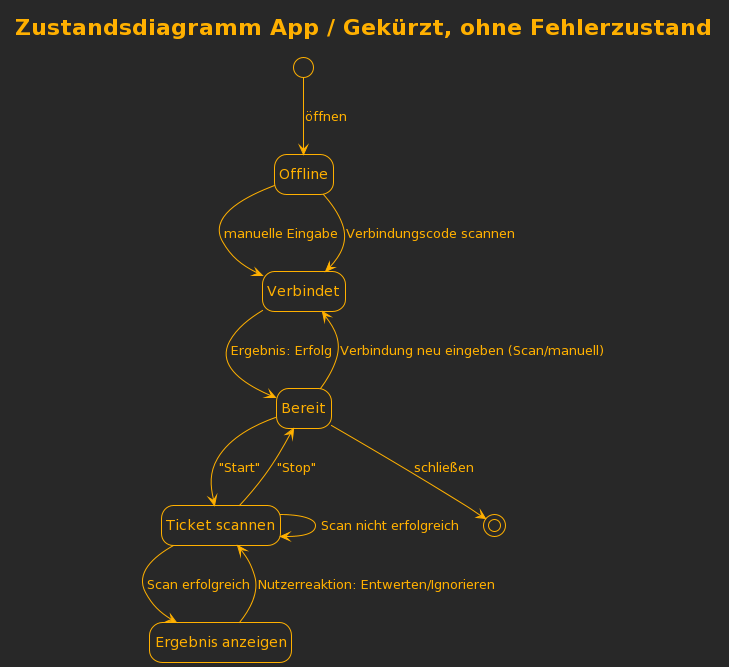 Zustandsdiagramm App / Gekürzt, ohne Fehlerzustand
öffnen
Offline
manuelle Eingabe
Verbindungscode scannen
Verbindet
Ergebnis: Erfolg
Verbindung neu eingeben (Scan/manuell)
Bereit
"Start"
"Stop"
schließen
Ticket scannen
Scan nicht erfolgreich
Scan erfolgreich
Nutzerreaktion: Entwerten/Ignorieren
Ergebnis anzeigen